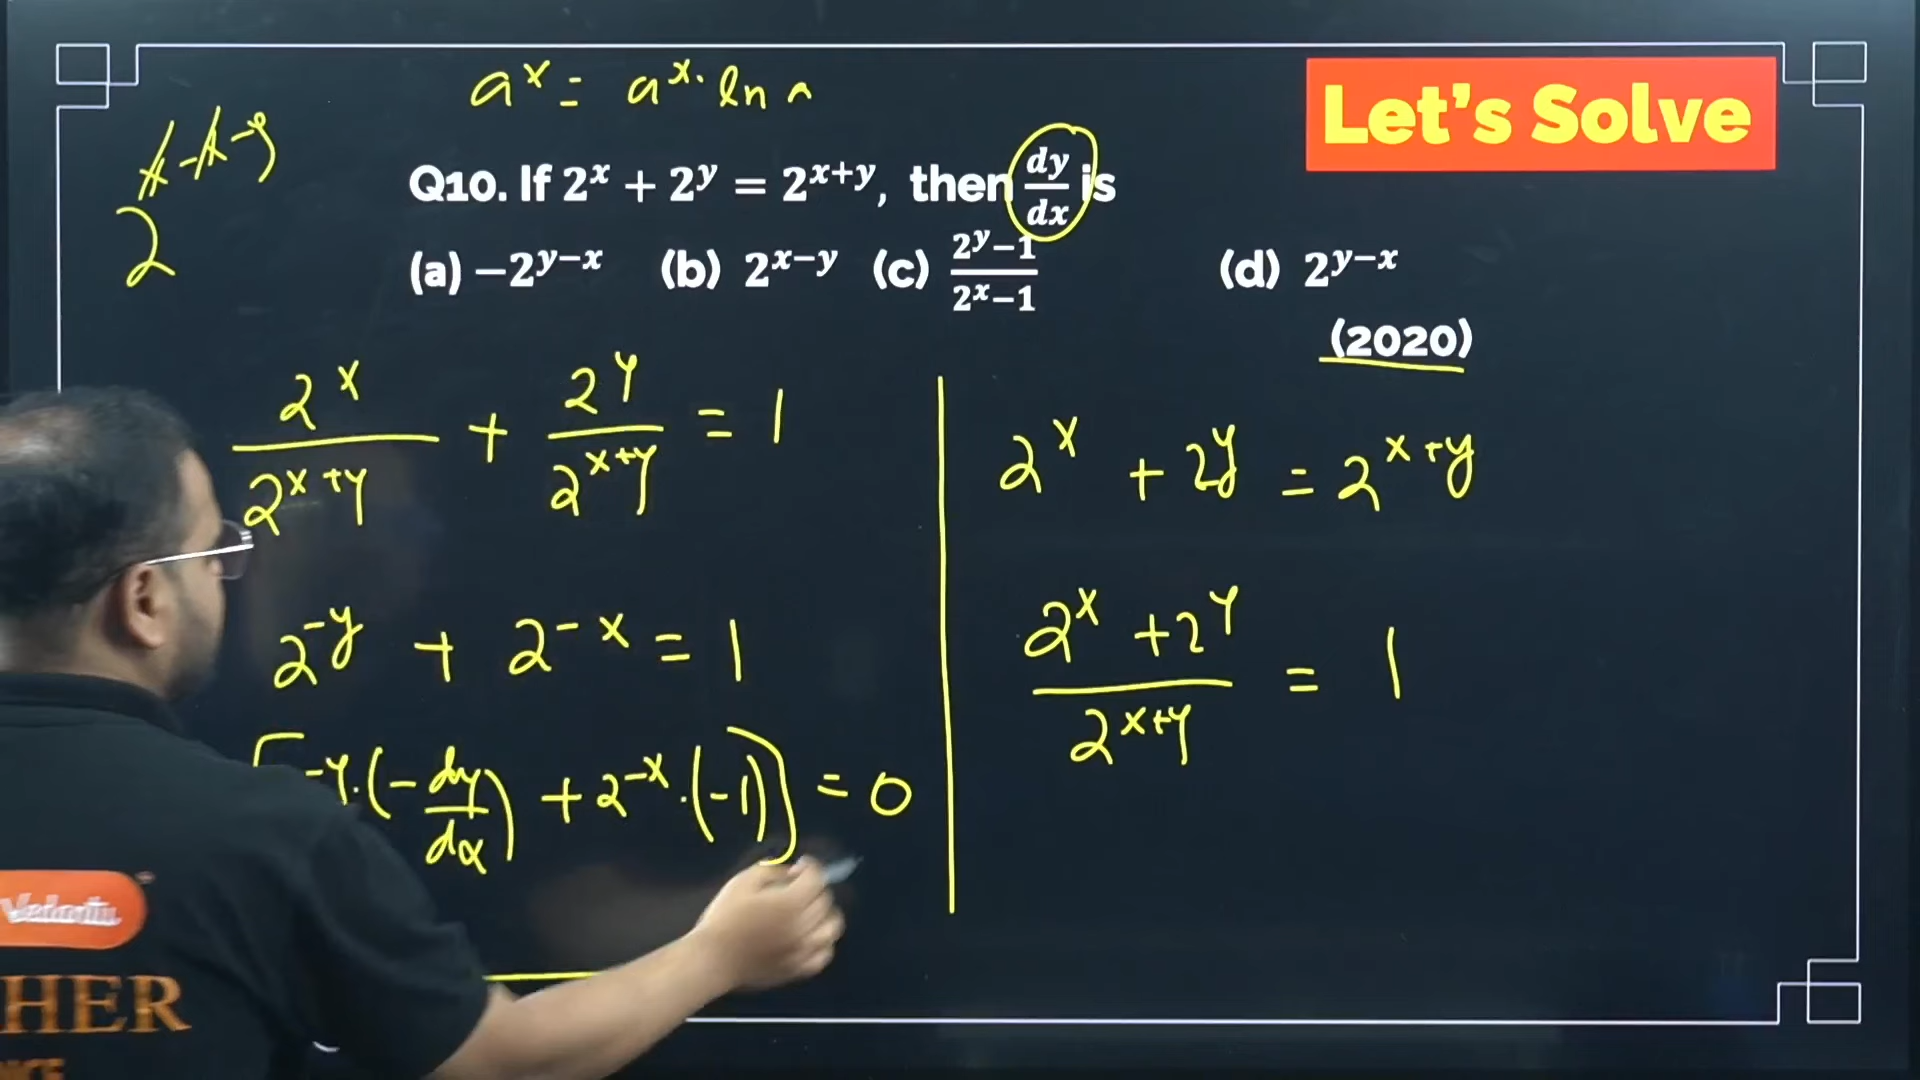 aˣ = aˣ · ln
Let's Solve
x-x-y
2
Q10. If 2ˣ + 2ʸ = 2ˣ⁺ʸ, then dy/dx is
(a) −2ʸ⁻ˣ (b) 2ˣ⁻ʸ (c) 2ʸ−1/2ˣ−1 (d) 2ʸ⁻ˣ
(2020)
2ˣ/2ˣ⁺ʸ + 2ʸ/2ˣ⁺ʸ = 1
2⁻ʸ + 2⁻ˣ = 1
⁻ʸ · (−dy/dx) + 2⁻ˣ · (−1)] = 0
2ˣ + 2ʸ = 2ˣ⁺ʸ
2ˣ + 2ʸ/2ˣ⁺ʸ = 1
Vedantu
HER